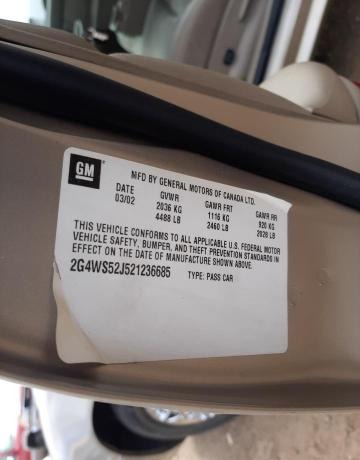 GM
MFD BY GENERAL MOTORS OF CANADA LTD.
DATE GVWR GAWR FRT GAWR RR
03/02 2036 KG 1116 KG 920 KG
4488 LB 2460 LB 2028 LB
THIS VEHICLE CONFORMS TO ALL APPLICABLE U.S. FEDERAL MOTOR
VEHICLE SAFETY, BUMPER, AND THEFT PREVENTION STANDARDS IN
EFFECT ON THE DATE OF MANUFACTURE SHOWN ABOVE.
2G4WS52J521236685 TYPE: PASS CAR